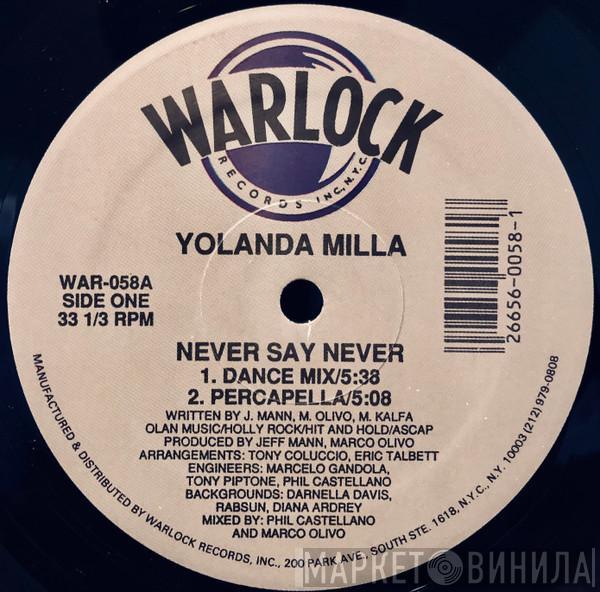 WARLOCK
RECORDS INC., N.Y.C.
YOLANDA MILLA
WAR-058A
SIDE ONE
33 1/3 RPM
26656-0058-1
NEVER SAY NEVER
1. DANCE MIX/5:38
2. PERCAPELLA/5:08
WRITTEN BY J. MANN, M. OLIVO, M. KALFA
OLAN MUSIC/HOLLY ROCK/HIT AND HOLD/ASCAP
PRODUCED BY JEFF MANN, MARCO OLIVO
ARRANGEMENTS: TONY COLUCCIO, ERIC TALBETT
ENGINEERS: MARCELO GANDOLA,
TONY PIPTONE, PHIL CASTELLANO
BACKGROUNDS: DARNELLA DAVIS,
RABSUN, DIANA ARDREY
MIXED BY: PHIL CASTELLANO
AND MARCO OLIVO
MANUFACTURED & DISTRIBUTED BY WARLOCK RECORDS, INC., 200 PARK AVE., SOUTH STE. 1618, N.Y.C., N.Y. 10003 (212) 979-0808
МАРКЕТ ВИНИЛА